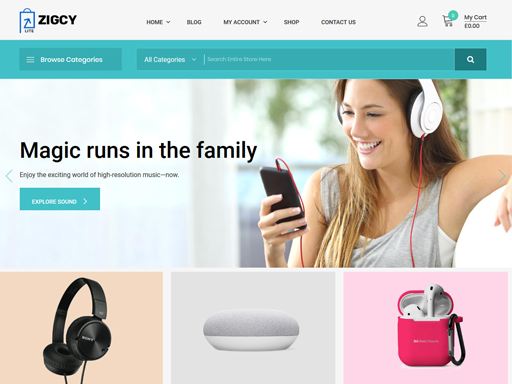 ZIGCY
LITE
HOME
BLOG
MY ACCOUNT
SHOP
CONTACT US
0
My Cart
£0.00
Browse Categories
All Categories
Search Entire Store Here
Magic runs in the family
Enjoy the exciting world of high-resolution music—now.
EXPLORE SOUND
SONY